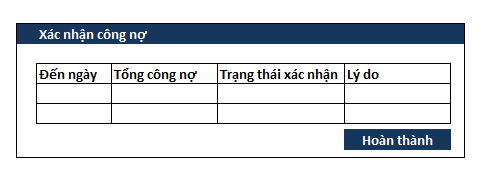 Xác nhận công nợ
Đến ngày Tổng công nợ Trạng thái xác nhận Lý do
Hoàn thành